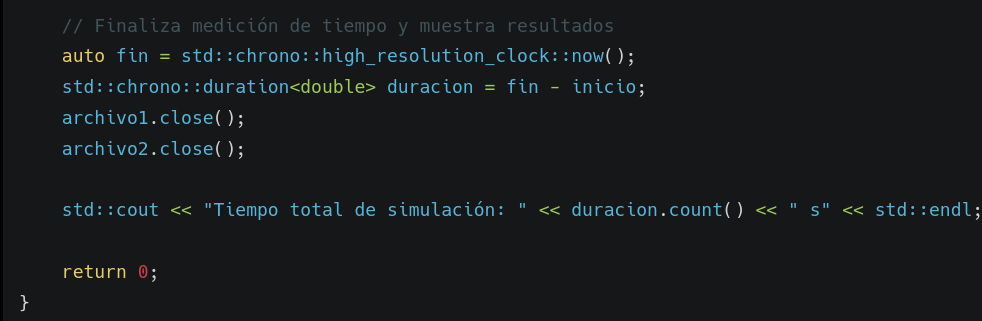 // Finaliza medición de tiempo y muestra resultados
auto fin = std::chrono::high_resolution_clock::now();
std::chrono::duration<double> duracion = fin - inicio;
archivo1.close();
archivo2.close();
std::cout << "Tiempo total de simulación: " << duracion.count() << " s" << std::endl;
return 0;
}